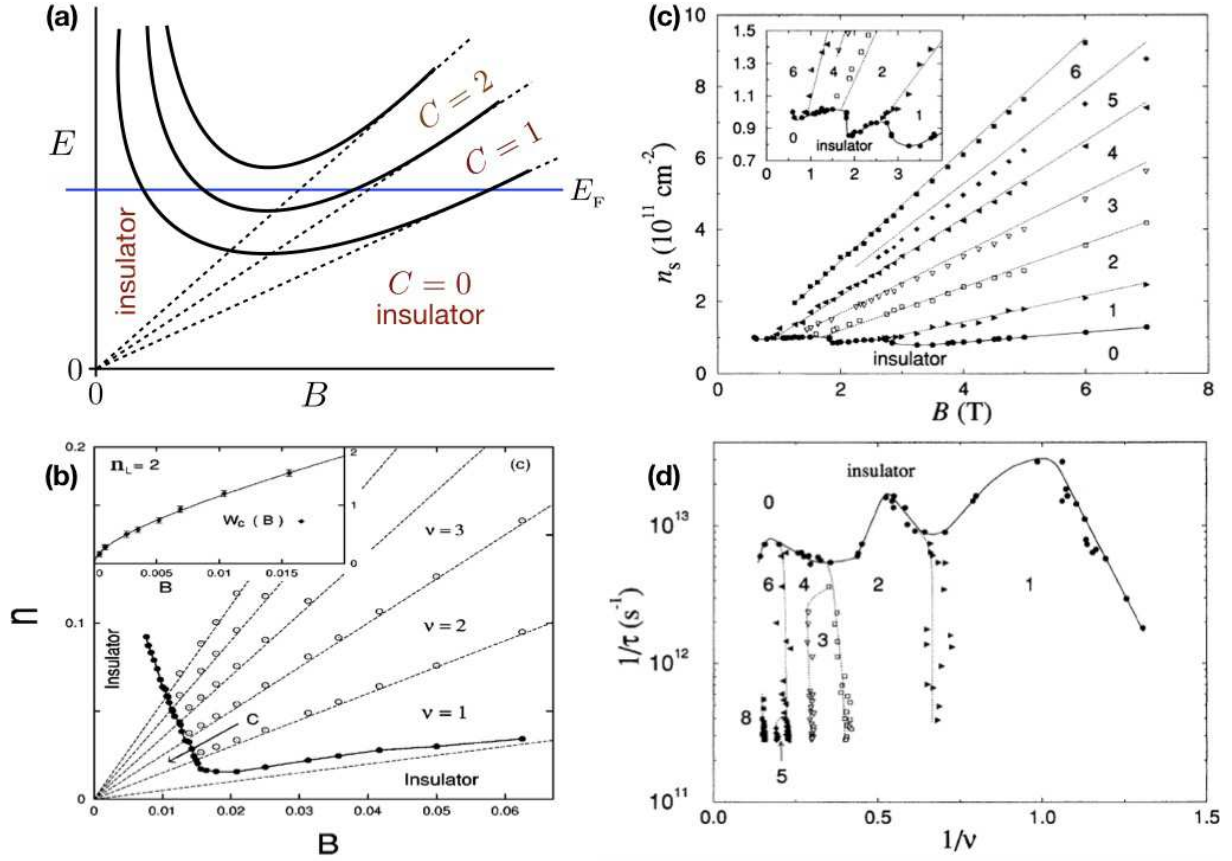 (a)
E
C = 2
C = 1
E_F
insulator
C = 0
insulator
0
0
B
(b)
0.2
n_L = 2
2
(c)
W_c (B)
1
0
0
0.005
0.01
0.015
B
ν = 3
n
0.1
Insulator
ν = 2
C
ν = 1
Insulator
0
0
0.01
0.02
0.03
0.04
0.05
0.06
B
(c)
10
8
6
4
2
0
n_s (10^11 cm^-2)
1.5
1.3
1.1
0.9
0.7
6
4
2
1
0
insulator
0
1
2
3
6
5
4
3
2
1
0
insulator
2
4
6
8
B (T)
(d)
insulator
0
10^13
6
4
2
1
1/τ (s^-1)
3
10^12
8
5
10^11
0.0
0.5
1.0
1.5
1/ν